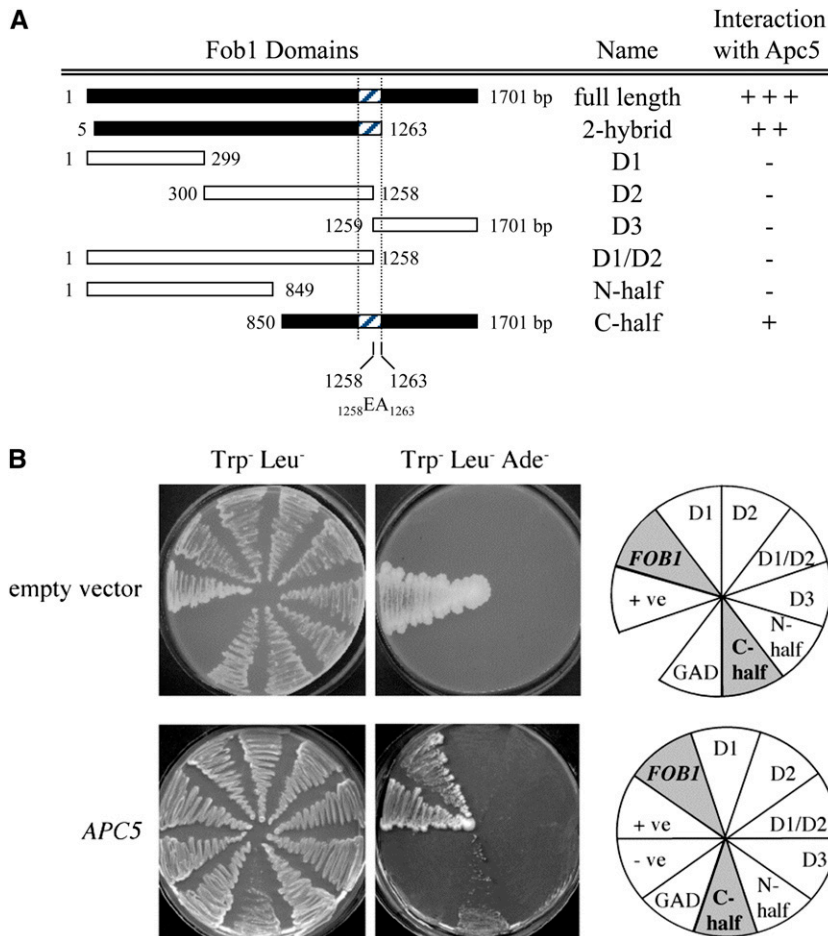 A
Fob1 Domains Name Interaction with Apc5
1 1701 bp full length + + +
5 1263 2-hybrid + +
1 299 D1 -
300 1258 D2 -
1259 1701 bp D3 -
1 1258 D1/D2 -
1 849 N-half -
850 1701 bp C-half +
1258 1263
1258EA1263
B
Trp- Leu- Trp- Leu- Ade-
empty vector
D1 D2
FOB1 D1/D2
+ ve D3
N-half
GAD C-half
APC5
D1
FOB1 D2
+ ve D1/D2
- ve D3
GAD C-half N-half